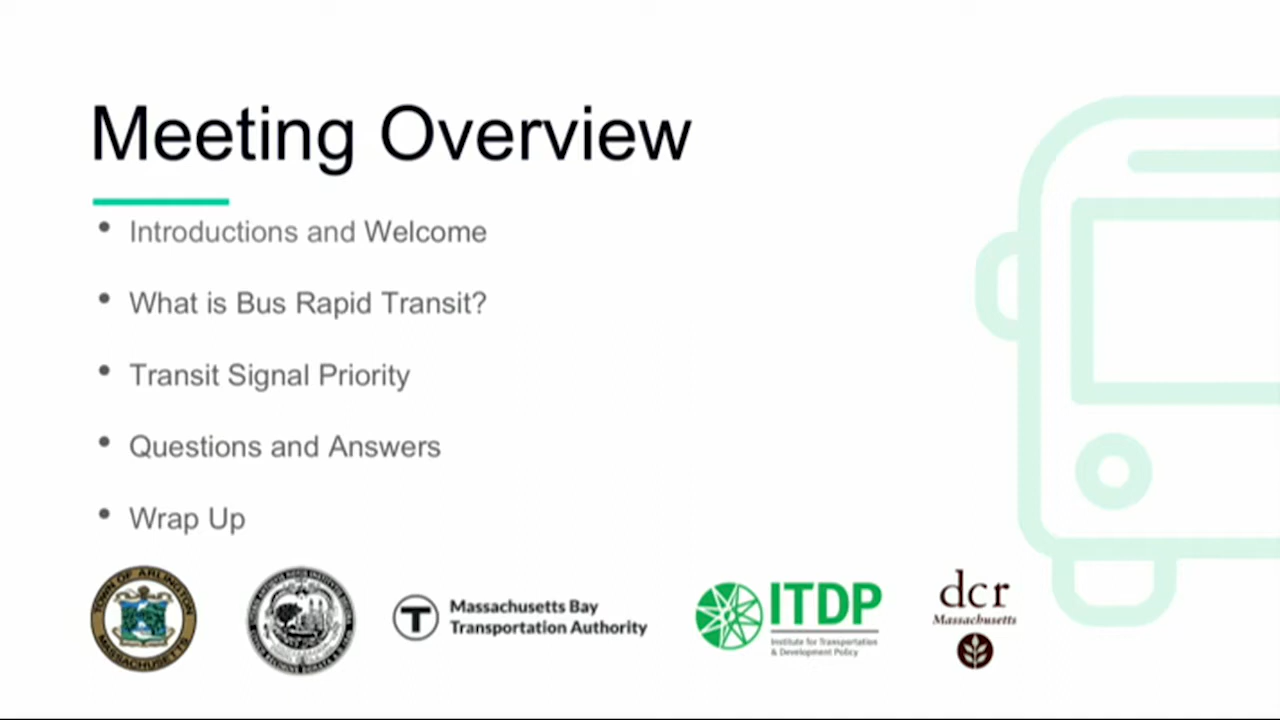 Meeting Overview
• Introductions and Welcome
• What is Bus Rapid Transit?
• Transit Signal Priority
• Questions and Answers
• Wrap Up
TOWN OF ARLINGTON
MASSACHUSETTS
T
Massachusetts Bay
Transportation Authority
ITDP
Institute for Transportation
& Development Policy
dcr
Massachusetts